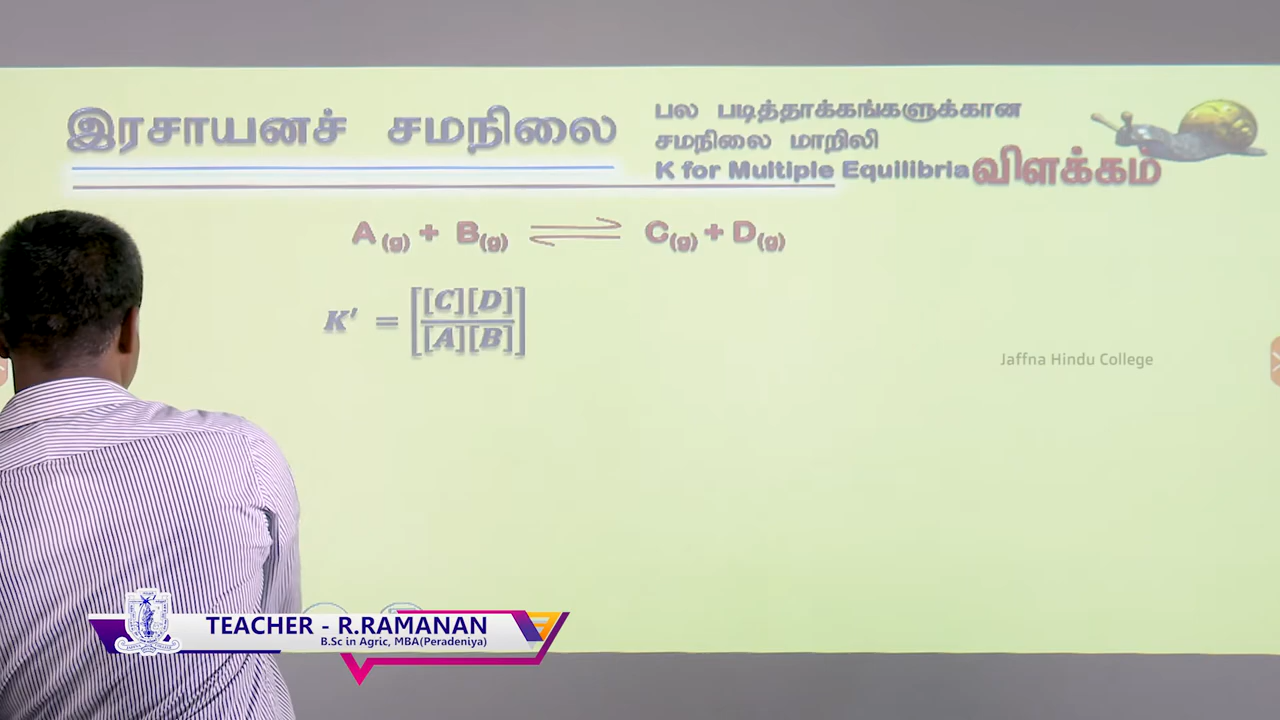 இரசாயனச் சமநிலை
பல படித்தாக்கங்களுக்கான
சமநிலை மாறிலி
K for Multiple Equilibria விளக்கம்
A (g) + B(g) ⇌ C(g) + D(g)
K′ = [[C][D] / [A][B]]
Jaffna Hindu College
TEACHER - R.RAMANAN
B.Sc in Agric, MBA(Peradeniya)